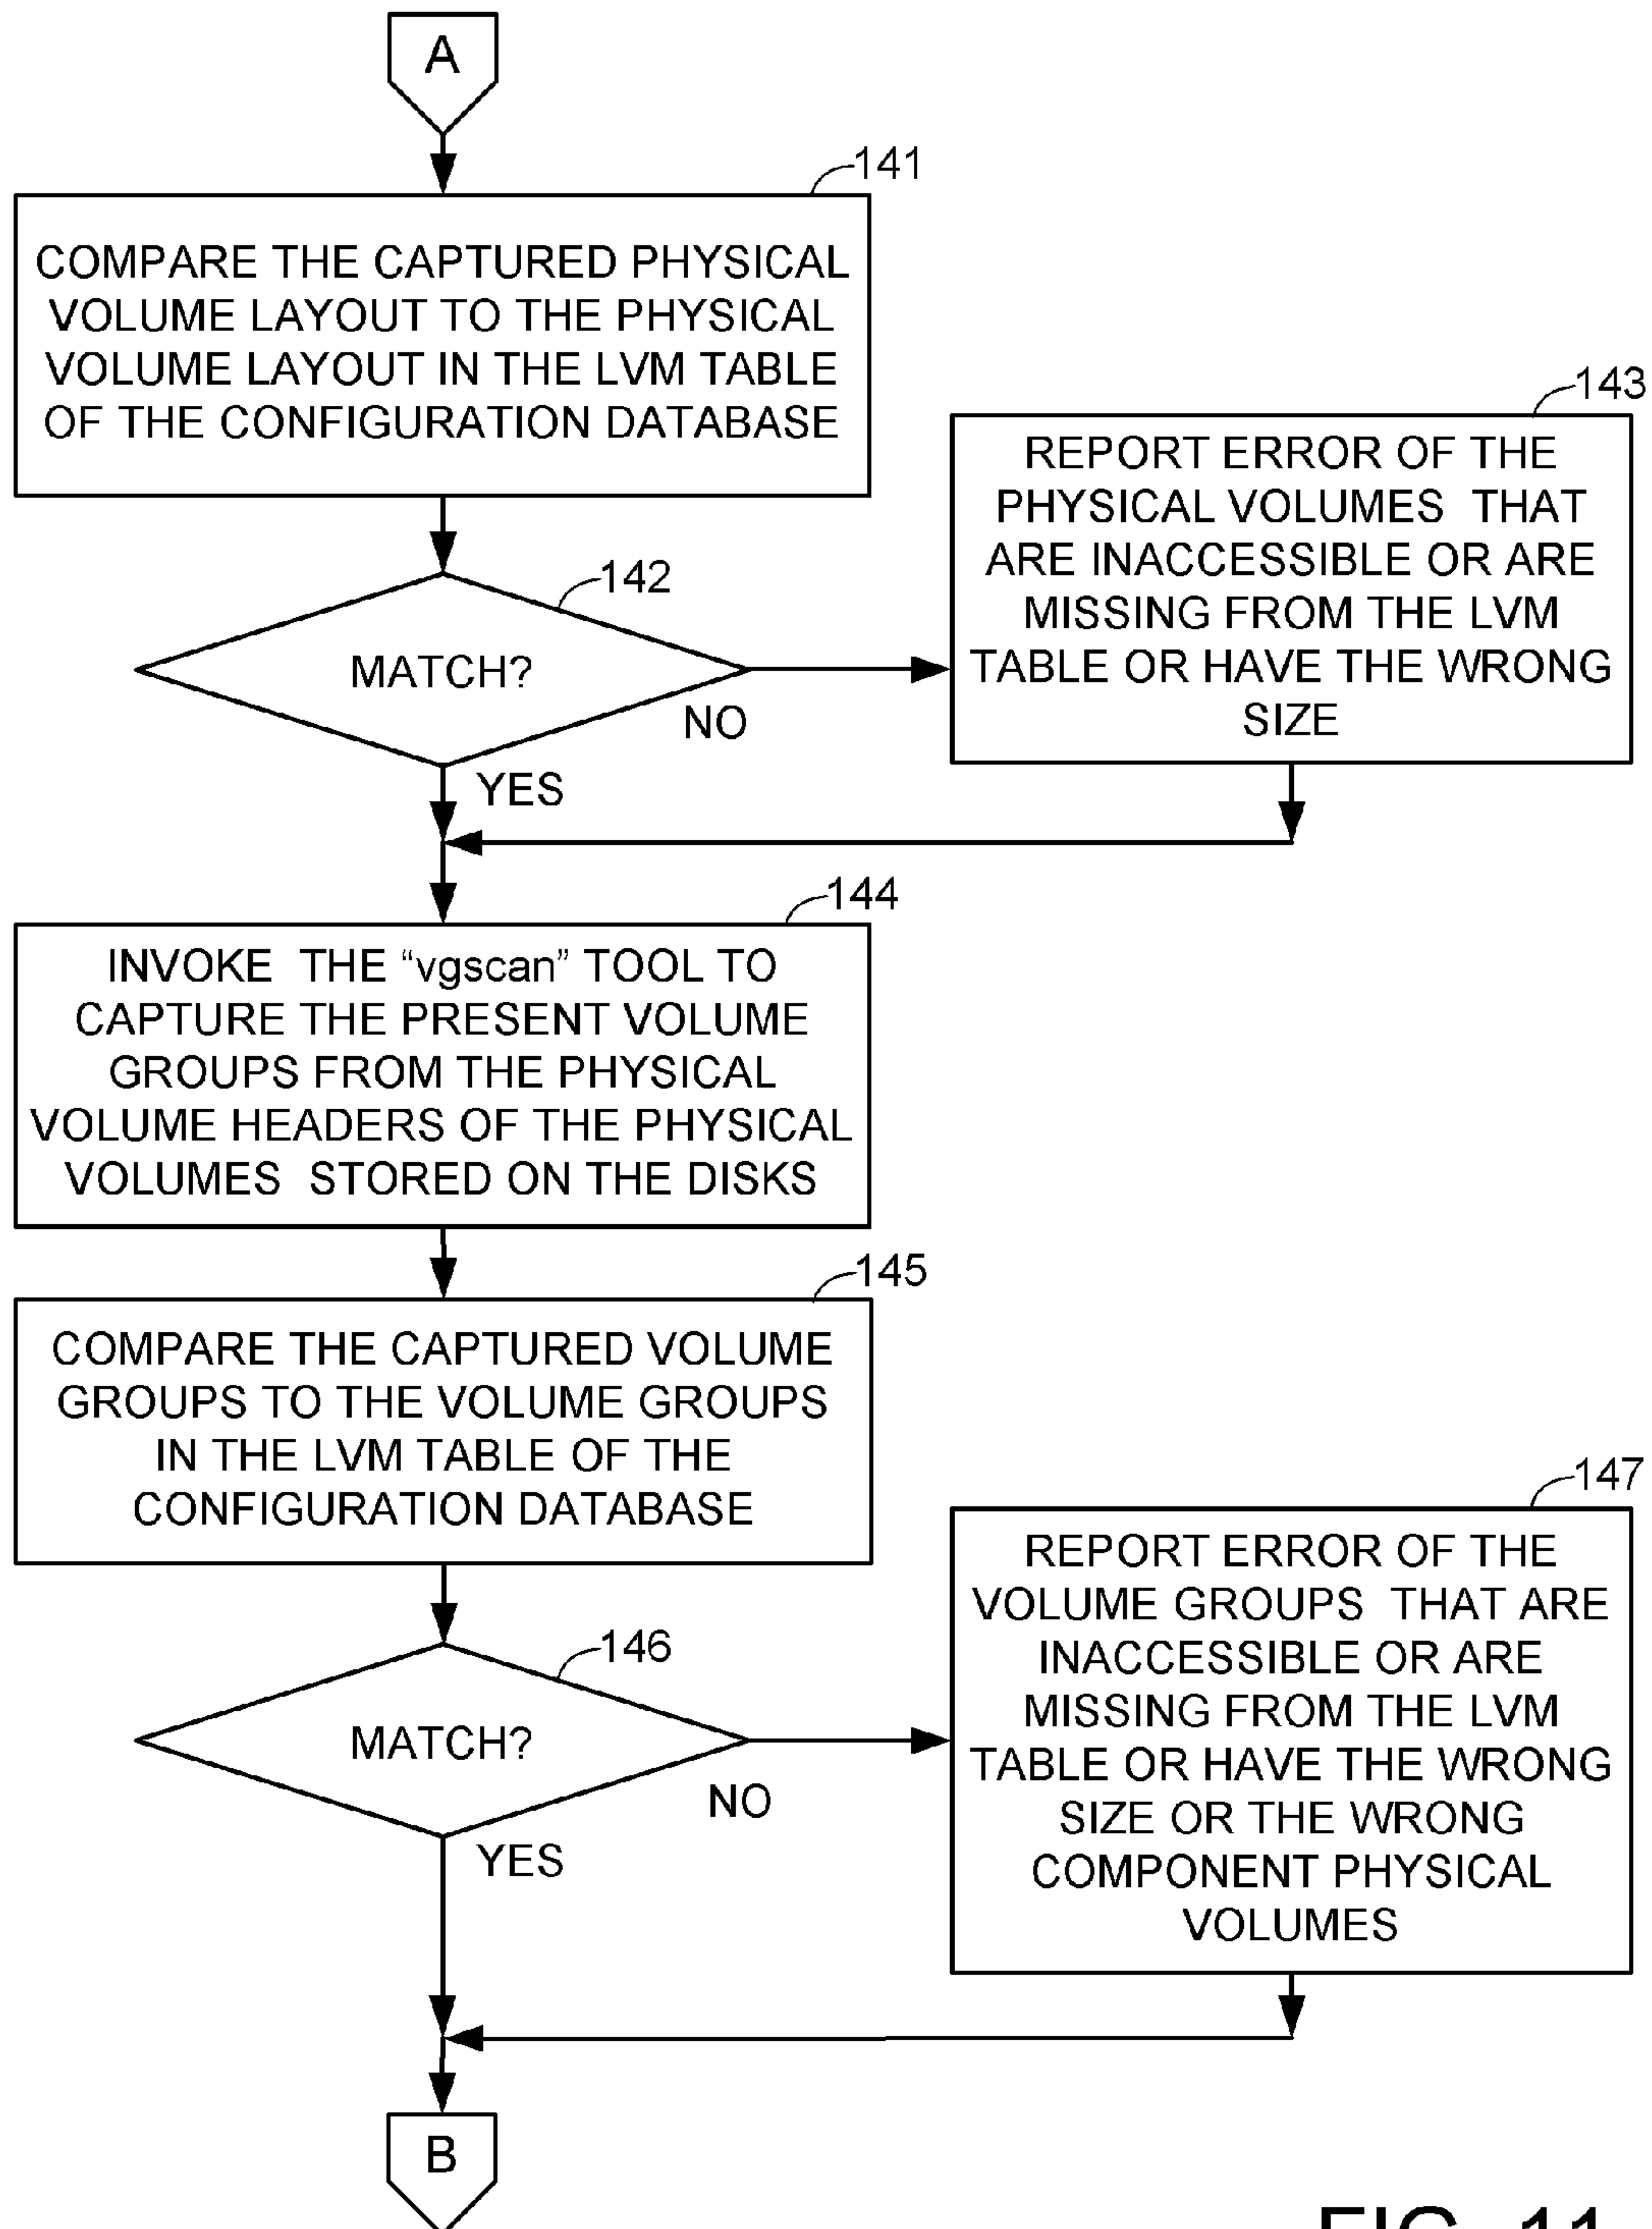 A
141
COMPARE THE CAPTURED PHYSICAL
VOLUME LAYOUT TO THE PHYSICAL
VOLUME LAYOUT IN THE LVM TABLE
OF THE CONFIGURATION DATABASE
142
MATCH?
NO
YES
143
REPORT ERROR OF THE
PHYSICAL VOLUMES THAT
ARE INACCESSIBLE OR ARE
MISSING FROM THE LVM
TABLE OR HAVE THE WRONG
SIZE
144
INVOKE THE “vgscan” TOOL TO
CAPTURE THE PRESENT VOLUME
GROUPS FROM THE PHYSICAL
VOLUME HEADERS OF THE PHYSICAL
VOLUMES STORED ON THE DISKS
145
COMPARE THE CAPTURED VOLUME
GROUPS TO THE VOLUME GROUPS
IN THE LVM TABLE OF THE
CONFIGURATION DATABASE
146
MATCH?
NO
YES
147
REPORT ERROR OF THE
VOLUME GROUPS THAT ARE
INACCESSIBLE OR ARE
MISSING FROM THE LVM
TABLE OR HAVE THE WRONG
SIZE OR THE WRONG
COMPONENT PHYSICAL
VOLUMES
B
FIG. 11